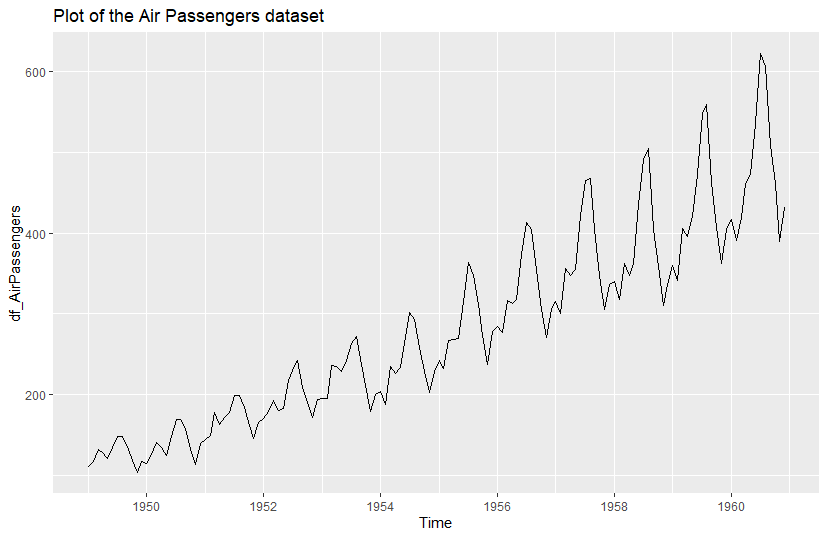 Plot of the Air Passengers dataset
df_AirPassengers
600
400
200
1950 1952 1954 1956 1958 1960
Time